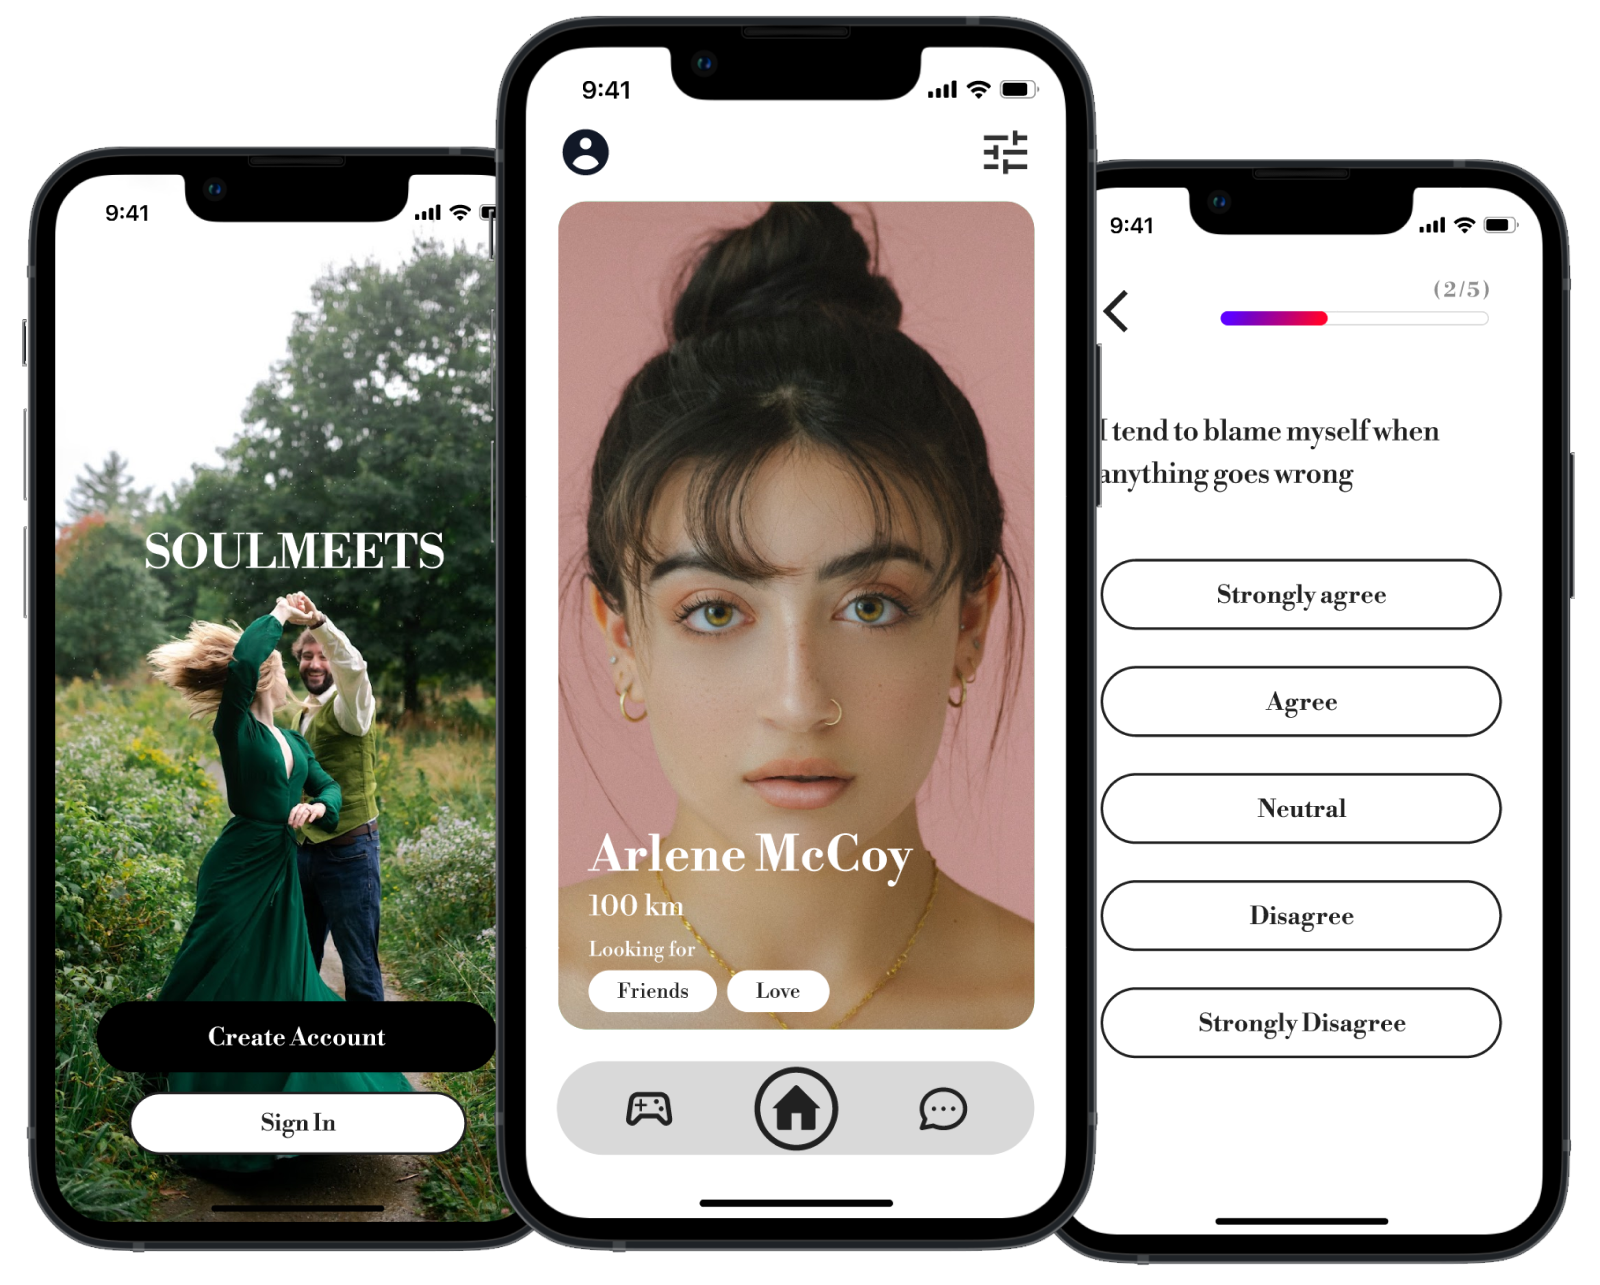 9:41
SOULMEETS
Create Account
Sign In
9:41
Arlene McCoy
100 km
Looking for
Friends
Love
9:41
(2/5)
I tend to blame myself when
anything goes wrong
Strongly agree
Agree
Neutral
Disagree
Strongly Disagree